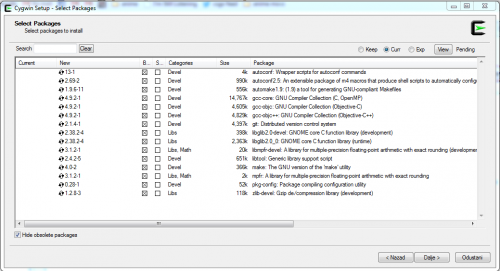 Cygwin Setup - Select Packages
Select Packages
Select packages to install
Search Clear Keep Curr Exp View Pending
Current New B... S... Categories Size Package
13-1 Devel 4k autoconf: Wrapper scripts for autoconf commands
2.69-2 Devel 990k autoconf2.5: An extensible package of m4 macros that produce shell scripts to automatically config
1.9.6-11 Devel 556k automake1.9: (1.9) a tool for generating GNU-compliant Makefiles
4.9.2-1 Devel 14,767k gcc-core: GNU Compiler Collection (C, OpenMP)
4.9.2-1 Devel 4,605k gcc-objc: GNU Compiler Collection (Objective-C)
4.9.2-1 Devel 4,829k gcc-objc++: GNU Compiler Collection (Objective-C++)
2.1.4-1 Devel 4,397k git: Distributed version control system
2.38.2-4 Libs 398k libglib2.0-devel: GNOME core C function library (development)
2.38.2-4 Libs 2,363k libglib2.0_0: GNOME core C function library (runtime)
3.1.2-1 Libs, Math 20k libmpfr-devel: A library for multiple-precision floating-point arithmetic with exact rounding (developmen
2.4.2-5 Devel 651k libtool: Generic library support script
4.0-2 Devel 366k make: The GNU version of the 'make' utility
3.1.2-1 Libs, Math 2k mpfr: A library for multiple-precision floating-point arithmetic with exact rounding
0.28-1 Devel 52k pkg-config: Package compiling configuration utility
1.2.8-3 Libs 118k zlib-devel: Gzip de/compression library (development)
Hide obsolete packages
< Nazad Dalje > Odustani